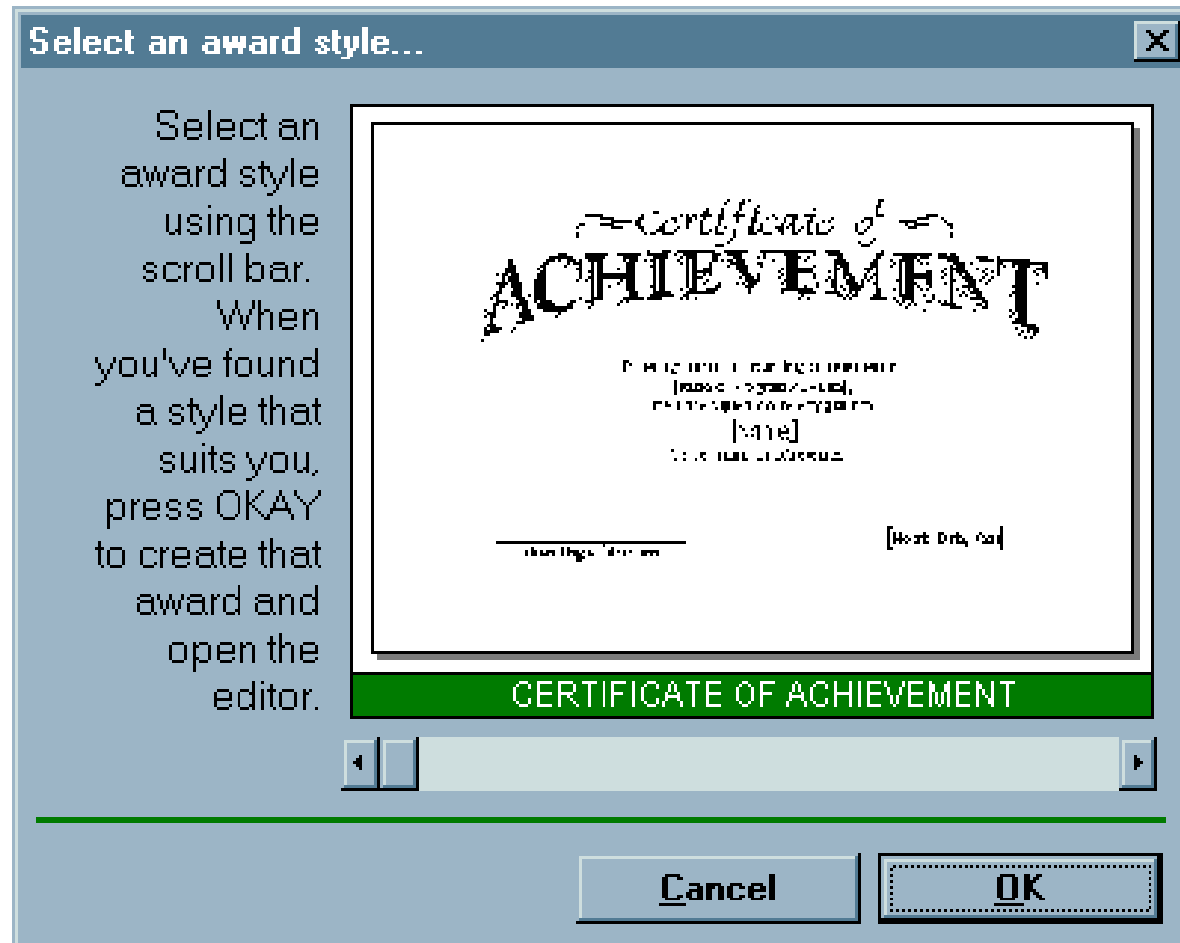 Select an award style...
Select an
award style
using the
scroll bar.
When
you've found
a style that
suits you,
press OKAY
to create that
award and
open the
editor.
Certificate of
ACHIEVEMENT
[Name]
CERTIFICATE OF ACHIEVEMENT
Cancel
OK